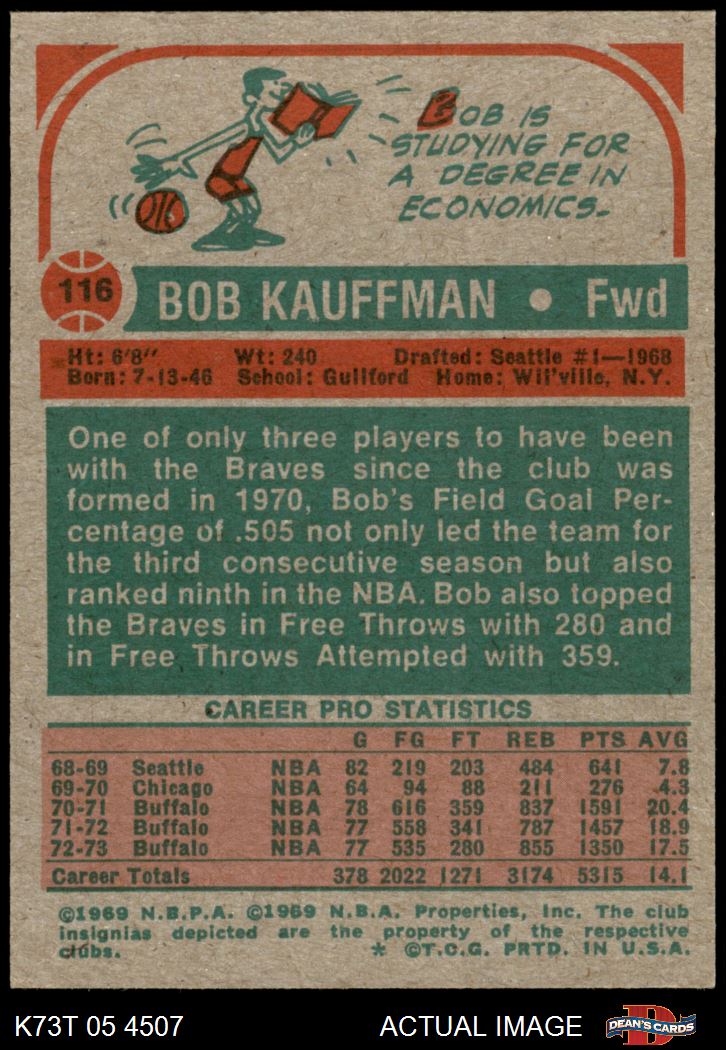 BOB IS
STUDYING FOR
A DEGREE IN
ECONOMICS.
116 BOB KAUFFMAN • Fwd
Ht: 6'8" Wt: 240 Drafted: Seattle #1—1968
Born: 7-13-46 School: Guilford Home: Wil'ville, N.Y.
One of only three players to have been
with the Braves since the club was
formed in 1970, Bob's Field Goal Per-
centage of .505 not only led the team for
the third consecutive season but also
ranked ninth in the NBA. Bob also topped
the Braves in Free Throws with 280 and
in Free Throws Attempted with 359.
CAREER PRO STATISTICS
G FG FT REB PTS AVG
68-69 Seattle NBA 82 219 203 484 641 7.8
69-70 Chicago NBA 64 94 88 211 276 4.3
70-71 Buffalo NBA 78 616 359 837 1591 20.4
71-72 Buffalo NBA 77 558 341 787 1457 18.9
72-73 Buffalo NBA 77 535 280 855 1350 17.5
Career Totals 378 2022 1271 3174 5315 14.1
©1969 N.B.P.A. ©1969 N.B.A. Properties, Inc. The club
insignias depicted are the property of the respective
clubs. * ©T.C.G. PRTD. IN U.S.A.
K73T 05 4507 ACTUAL IMAGE D DEAN'S CARDS